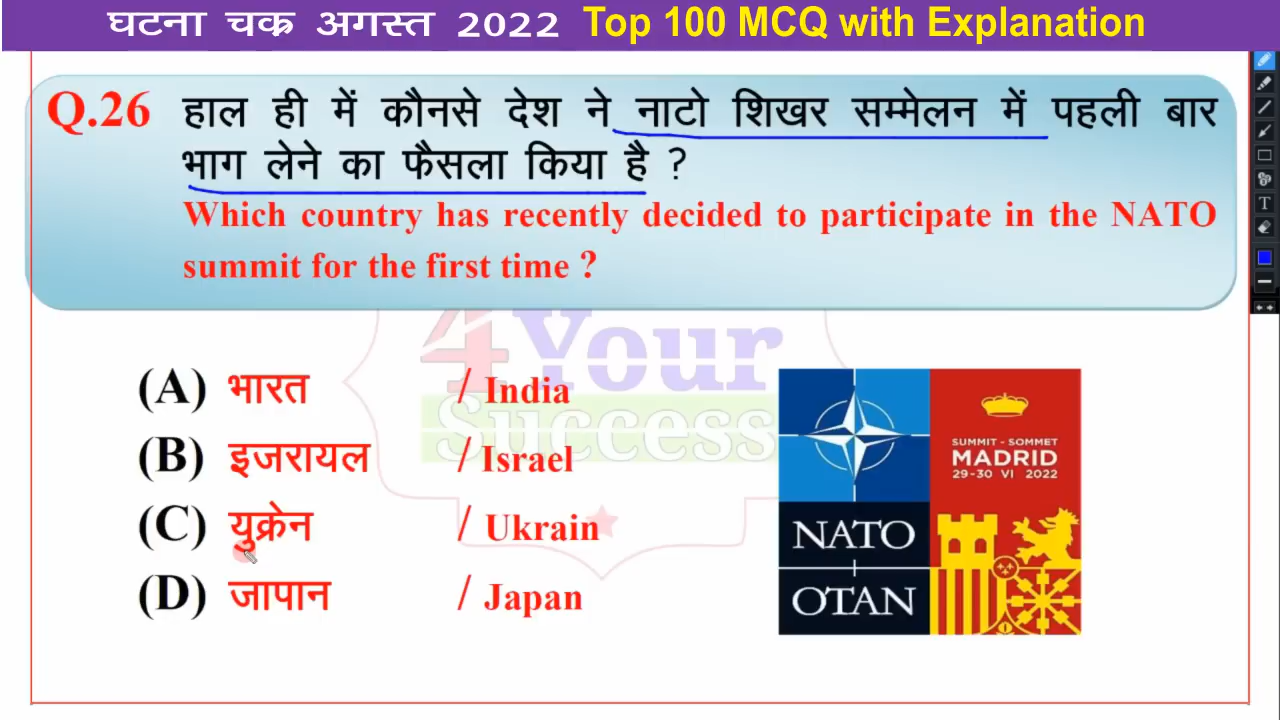 घटना चक्र अगस्त 2022 Top 100 MCQ with Explanation
Q.26 हाल ही में कौनसे देश ने नाटो शिखर सम्मेलन में पहली बार
भाग लेने का फैसला किया है ?
Which country has recently decided to participate in the NATO
summit for the first time ?
4 Your
Success
(A) भारत / India
(B) इजरायल / Israel
(C) युक्रेन / Ukrain
(D) जापान / Japan
SUMMIT - SOMMET
MADRID
29-30 VI 2022
NATO
OTAN